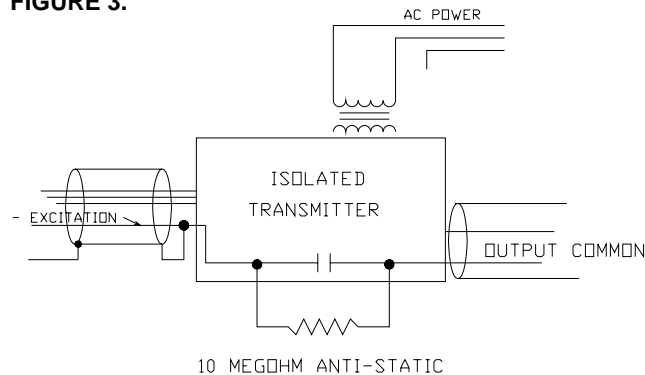 FIGURE 3.
AC POWER
ISOLATED
TRANSMITTER
- EXCITATION
OUTPUT COMMON
10 MEGOHM ANTI-STATIC